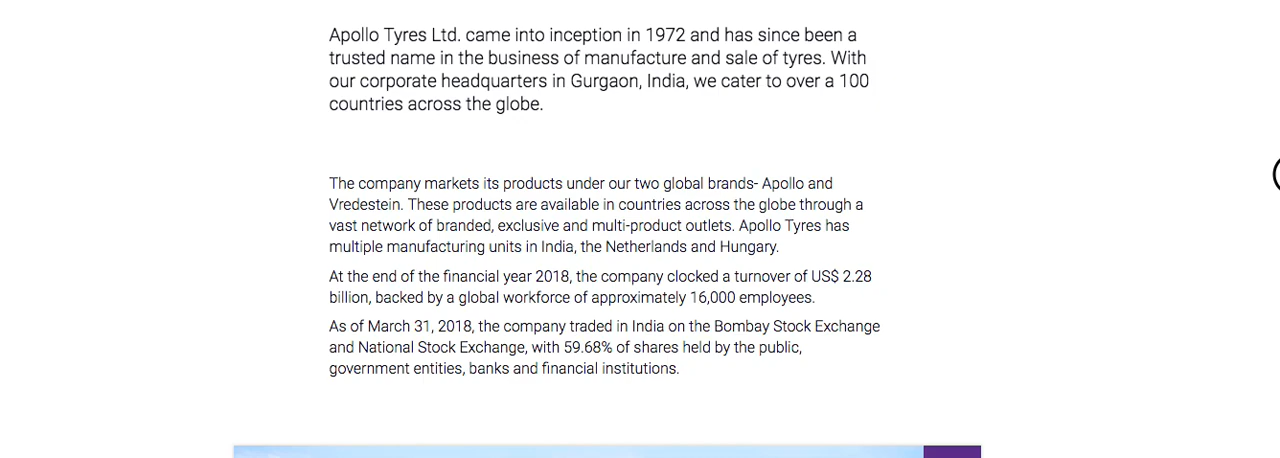 Apollo Tyres Ltd. came into inception in 1972 and has since been a
trusted name in the business of manufacture and sale of tyres. With
our corporate headquarters in Gurgaon, India, we cater to over a 100
countries across the globe.
The company markets its products under our two global brands- Apollo and
Vredestein. These products are available in countries across the globe through a
vast network of branded, exclusive and multi-product outlets. Apollo Tyres has
multiple manufacturing units in India, the Netherlands and Hungary.
At the end of the financial year 2018, the company clocked a turnover of US$ 2.28
billion, backed by a global workforce of approximately 16,000 employees.
As of March 31, 2018, the company traded in India on the Bombay Stock Exchange
and National Stock Exchange, with 59.68% of shares held by the public,
government entities, banks and financial institutions.